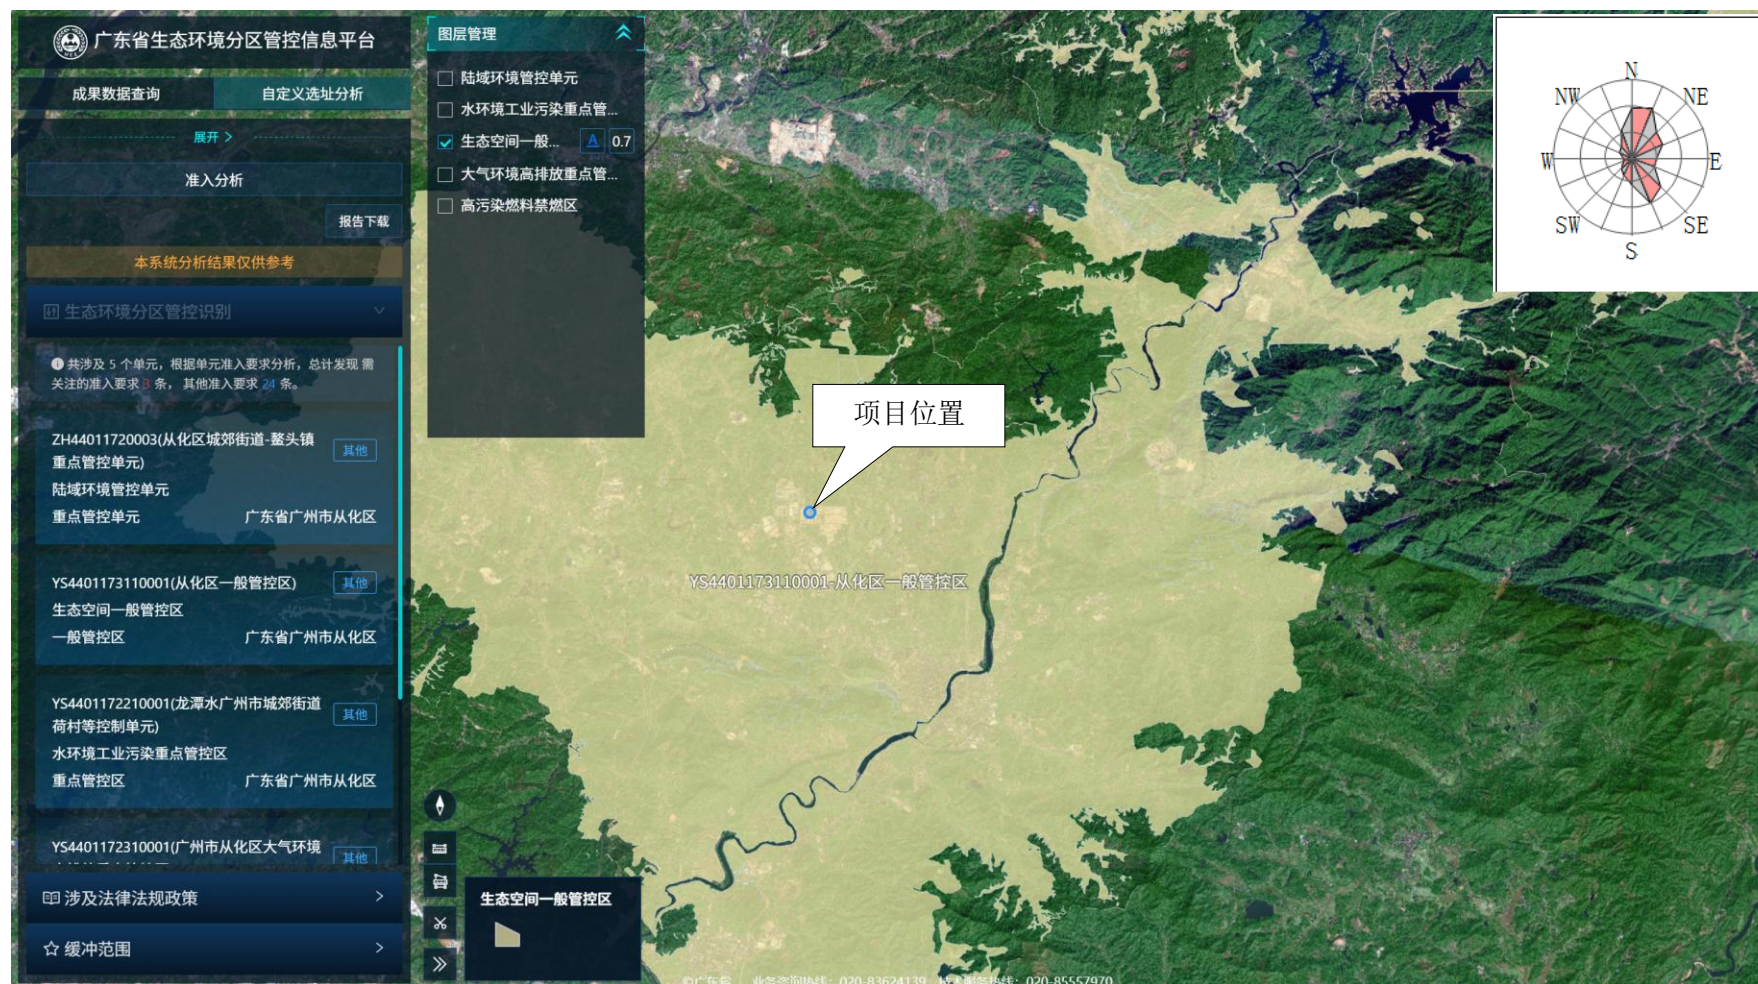 广东省生态环境分区管控信息平台
成果数据查询
自定义选址分析
展开 >
准入分析
报告下载
本系统分析结果仅供参考
生态环境分区管控识别
共涉及 5 个单元，根据单元准入要求分析，总计发现 需
关注的准入要求 3 条， 其他准入要求 24 条。
ZH44011720003(从化区城郊街道-鳌头镇
重点管控单元)
其他
陆域环境管控单元
重点管控单元
广东省广州市从化区
YS4401173110001(从化区一般管控区)
其他
生态空间一般管控区
一般管控区
广东省广州市从化区
YS4401172210001(龙潭水广州市城郊街道
荷村等控制单元)
其他
水环境工业污染重点管控区
重点管控区
广东省广州市从化区
YS4401172310001(广州市从化区大气环境
其他
涉及法律法规政策
缓冲范围
图层管理
陆域环境管控单元
水环境工业污染重点管...
生态空间一般...
A
0.7
大气环境高排放重点管...
高污染燃料禁燃区
项目位置
YS4401173110001-从化区一般管控区
生态空间一般管控区
N
NE
E
SE
S
SW
W
NW
业务咨询热线：020-83624139
技术服务热线：020-85557970